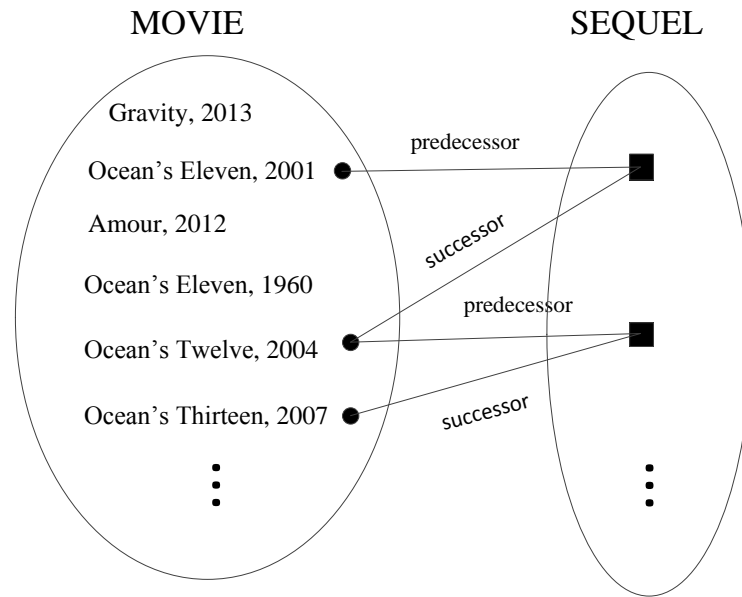 MOVIE
SEQUEL
Gravity, 2013
predecessor
Ocean’s Eleven, 2001
Amour, 2012
successor
Ocean’s Eleven, 1960
predecessor
Ocean’s Twelve, 2004
Ocean’s Thirteen, 2007
successor